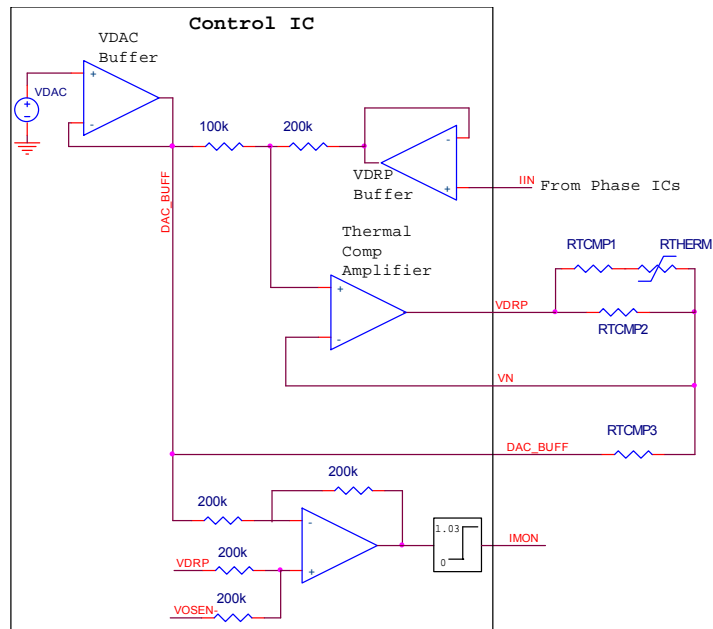 Control IC
VDAC
Buffer
+
-
VDAC
100k
200k
-
+
VDRP
Buffer
IIN
From Phase ICs
DAC_BUFF
Thermal
Comp
Amplifier
+
-
VDRP
RTCMP1
RTHERM
RTCMP2
VN
DAC_BUFF
RTCMP3
200k
200k
-
+
VDRP
200k
VOSEN-
200k
1.03
0
IMON